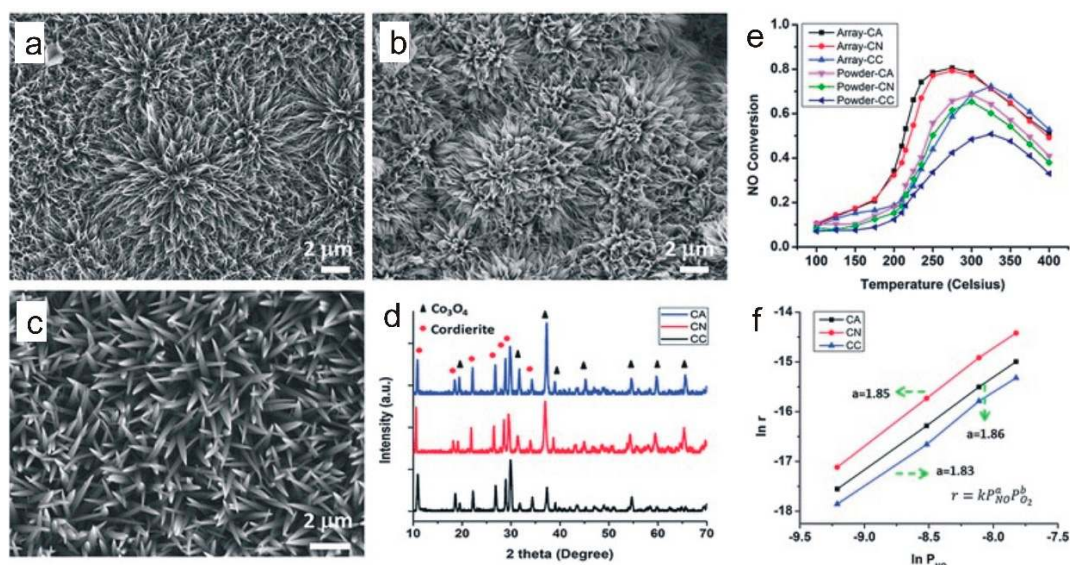 a
2 μm
b
2 μm
c
2 μm
d
▲ Co3O4
● Cordierite
CA
CN
CC
Intensity (a.u.)
10 20 30 40 50 60 70
2 theta (Degree)
e
Array-CA
Array-CN
Array-CC
Powder-CA
Powder-CN
Powder-CC
NO Conversion
1.0
0.8
0.6
0.4
0.2
0.0
100 150 200 250 300 350 400
Temperature (Celsius)
f
CA
CN
CC
ln r
-14
-15
-16
-17
-18
a=1.85
a=1.86
a=1.83
r = kP^a_NO P^b_O2
-9.5 -9.0 -8.5 -8.0 -7.5
ln P